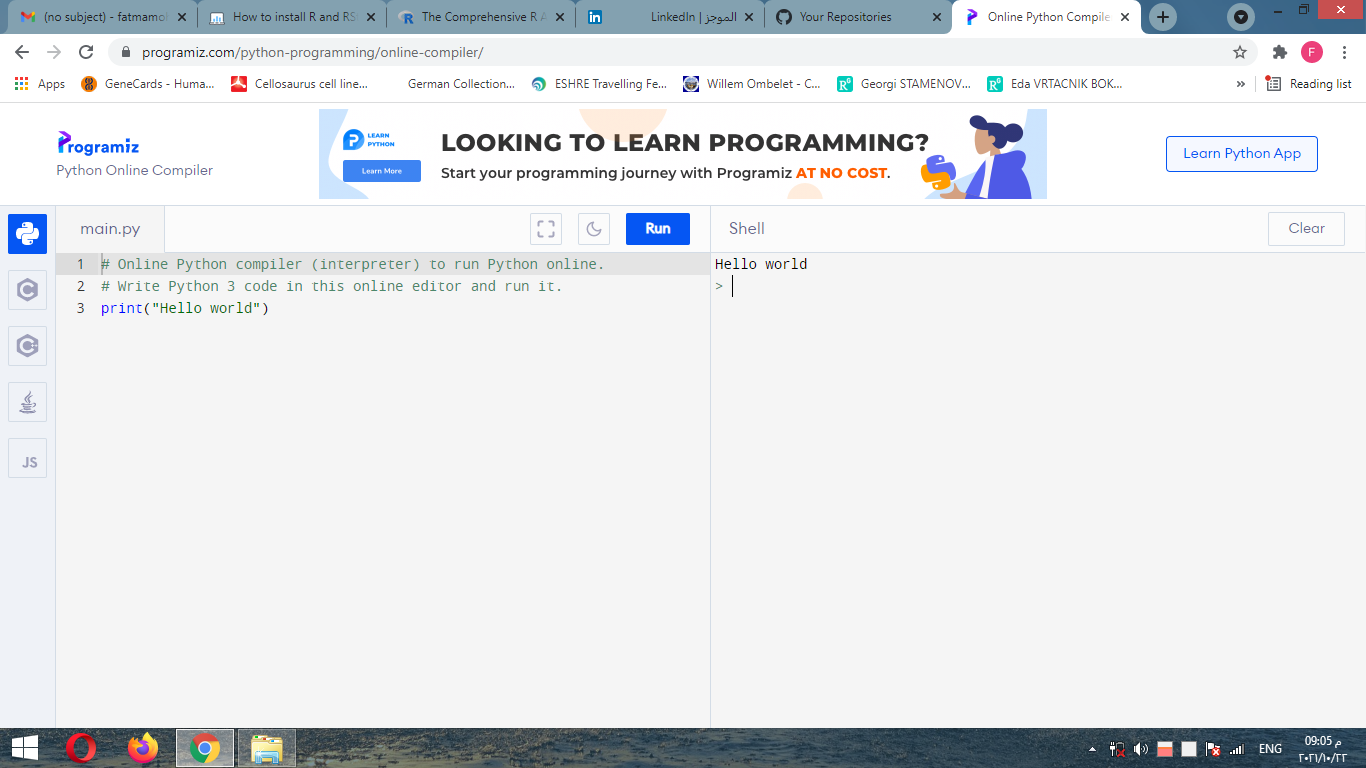 (no subject) - fatmamo
How to install R and RS
The Comprehensive R A
LinkedIn | الموجز
Your Repositories
Online Python Compile
F
programiz.com/python-programming/online-compiler/
Apps
GeneCards - Huma...
Cellosaurus cell line...
German Collection...
ESHRE Travelling Fe...
Willem Ombelet - C...
Georgi STAMENOV...
Eda VRTACNIK BOK...
»
Reading list
Programiz
Python Online Compiler
LEARN
PYTHON
Learn More
LOOKING TO LEARN PROGRAMMING?
Start your programming journey with Programiz AT NO COST.
Learn Python App
main.py
Run
Shell
Clear
1 # Online Python compiler (interpreter) to run Python online.
2 # Write Python 3 code in this online editor and run it.
3 print("Hello world")
Hello world
>
JS
ENG
09:05 م
٢٠٢١/١٠/٢٢